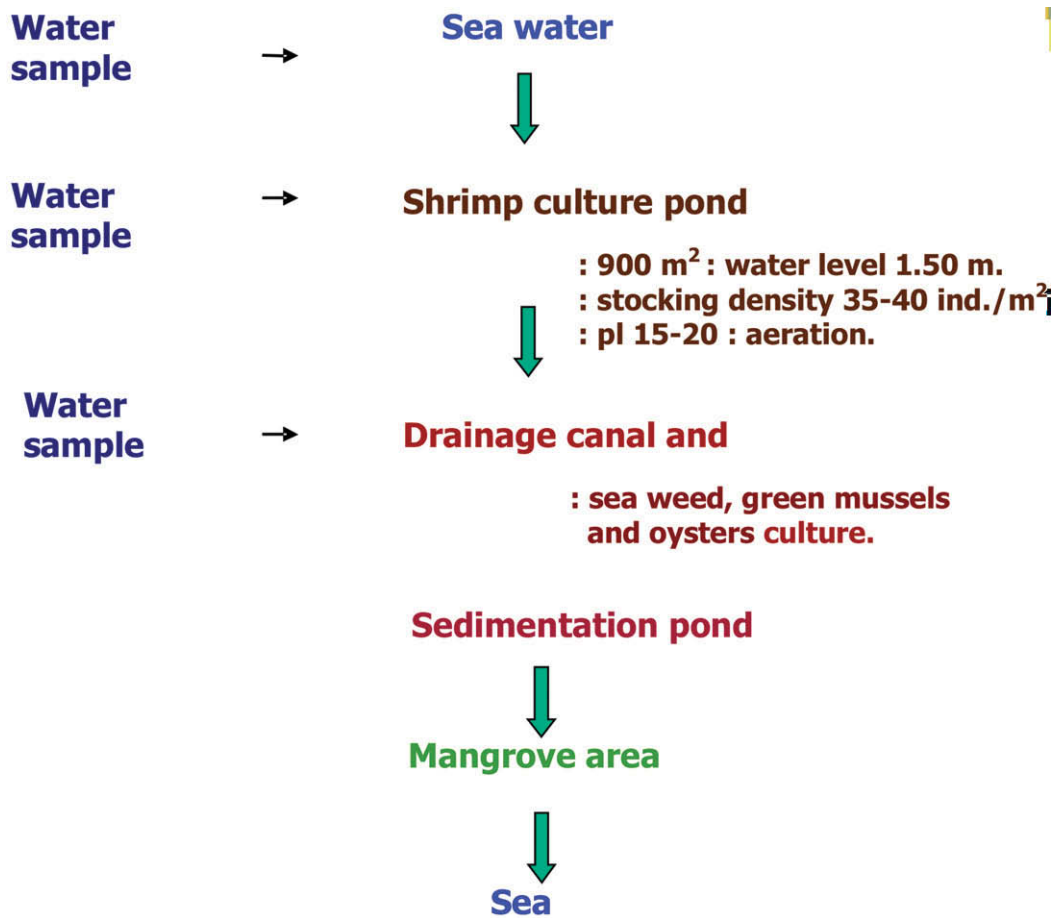 Water
sample
Sea water
Water
sample
Shrimp culture pond
: 900 m² : water level 1.50 m.
: stocking density 35-40 ind./m²
: pl 15-20 : aeration.
Water
sample
Drainage canal and
: sea weed, green mussels
and oysters culture.
Sedimentation pond
Mangrove area
Sea